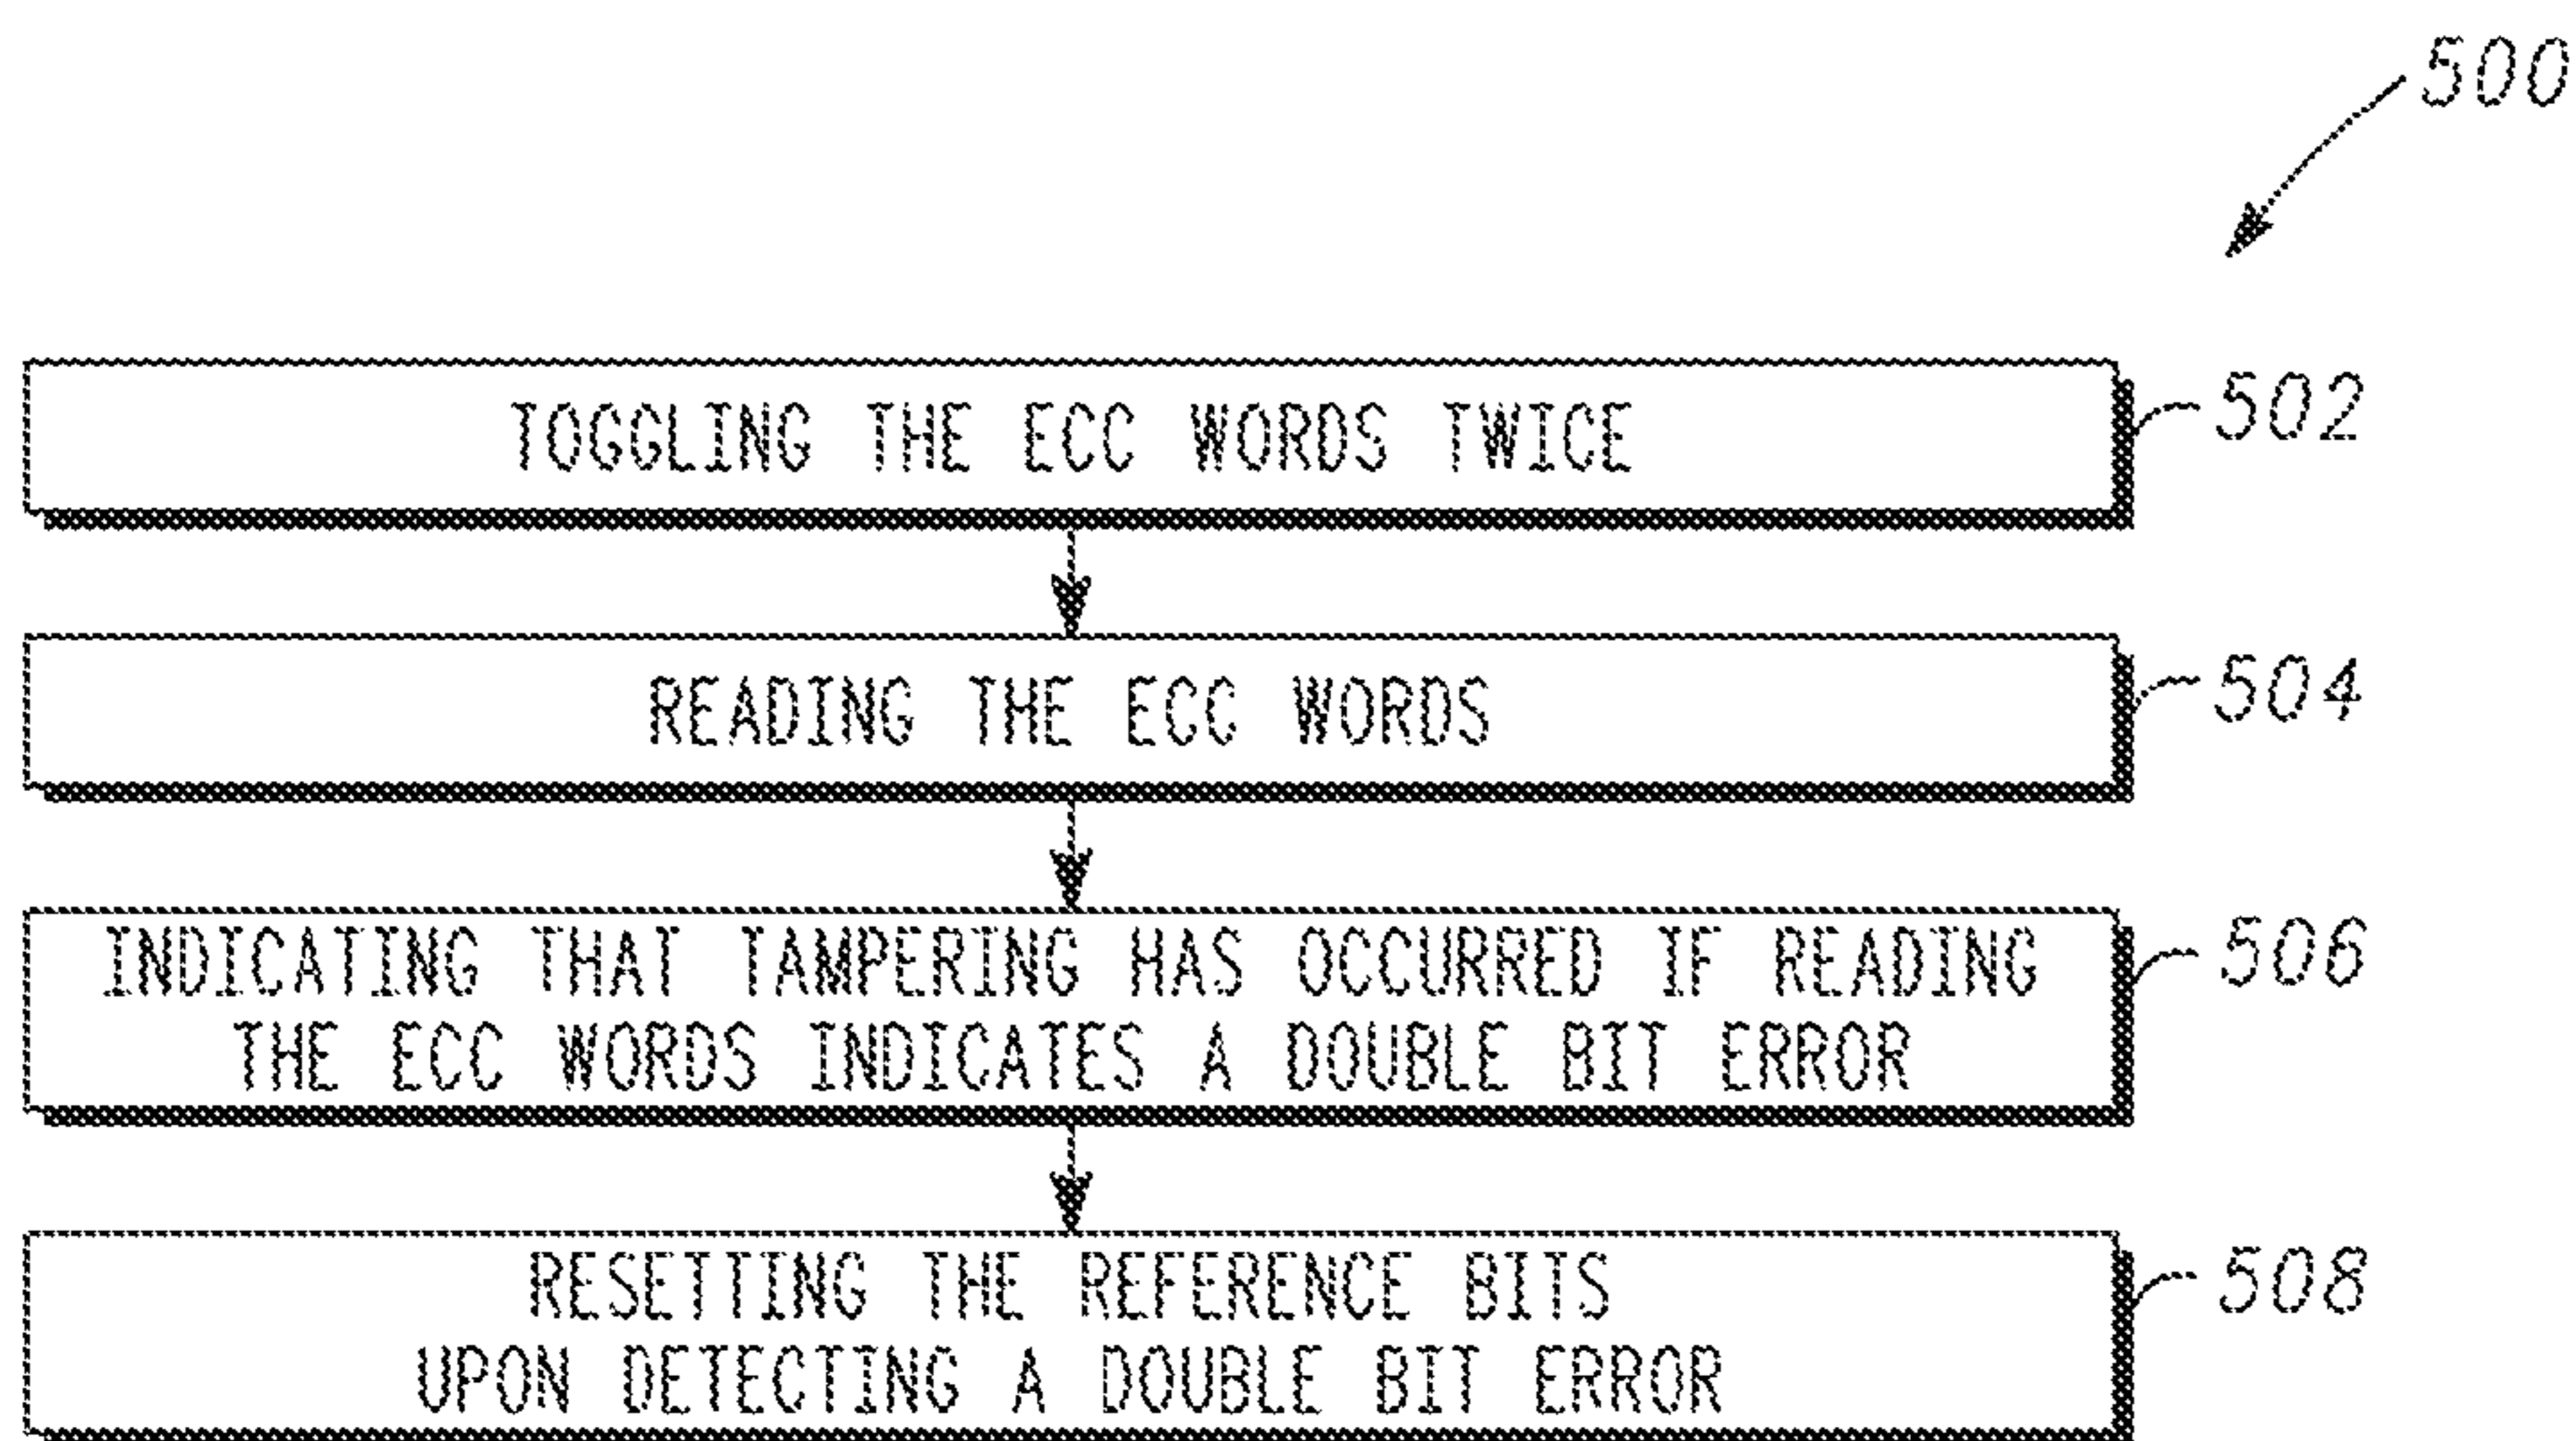 500
TOGGLING THE ECC WORDS TWICE
502
READING THE ECC WORDS
504
INDICATING THAT TAMPERING HAS OCCURRED IF READING
THE ECC WORDS INDICATES A DOUBLE BIT ERROR
506
RESETTING THE REFERENCE BITS
UPON DETECTING A DOUBLE BIT ERROR
508